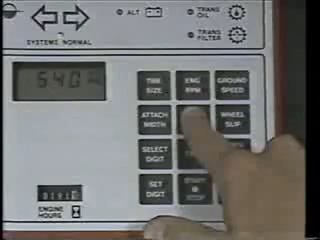 ALT
TRANS
OIL
TRANS
FILTER
SYSTEMS NORMAL
540
TIRE
SIZE
ENG
RPM
GROUND
SPEED
ATTACH
WIDTH
WHEEL
SLIP
SELECT
DIGIT
SET
DIGIT
START
STOP
ENGINE
HOURS